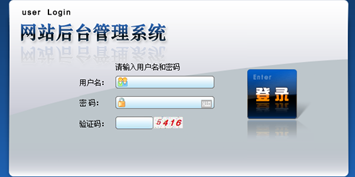 user Login
网站后台管理系统
请输入用户名和密码
用户名:
密 码:
验证码: 5416
Enter
登录